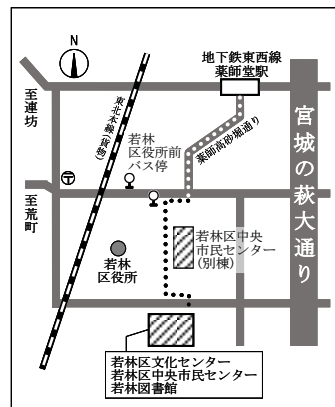 N
地下鉄東西線
薬師堂駅
至連坊
東北本線(貨物)
薬師高砂堀通り
宮城の萩大通り
若林
区役所前
バス停
〒
至荒町
若林区中央
市民センター
(別棟)
若林
区役所
若林区文化センター
若林区中央市民センター
若林図書館